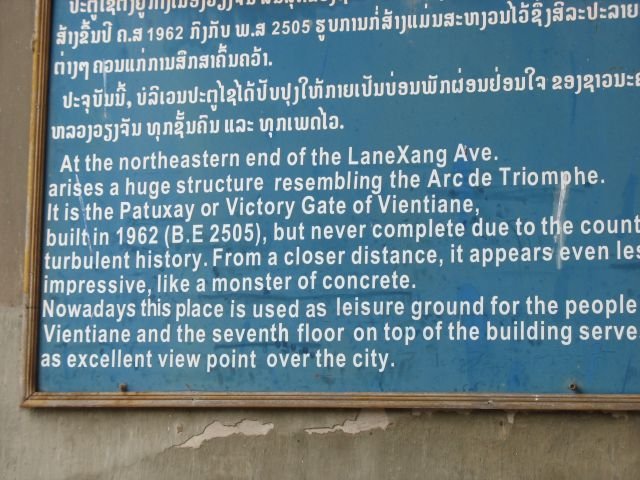 ສ້າງຂຶ້ນປີ ຄ.ສ 1962 ກົງກັບ ພ.ສ 2505 ຮູບການກໍ່ສ້າງແມ່ນສະຫງວນໄວ້ຊຶ່ງສິລະປະລາຍ
ຕ່າງໆ ຄວນແກ່ການສຶກສາຄົ້ນຄວ້າ.
ປະຈຸບັນນີ້, ບໍລິເວນປະຕູໄຊໄດ້ປັບປຸງໃຫ້ກາຍເປັນບ່ອນພັກຜ່ອນຢ່ອນໃຈ ຂອງຊາວນະຄ
ຫລວງວຽງຈັນ ທຸກຊັ້ນຄົນ ແລະ ທຸກເພດໄວ.
At the northeastern end of the LaneXang Ave.
arises a huge structure resembling the Arc de Triomphe.
It is the Patuxay or Victory Gate of Vientiane,
built in 1962 (B.E 2505), but never complete due to the count
turbulent history. From a closer distance, it appears even les
impressive, like a monster of concrete.
Nowadays this place is used as leisure ground for the people
Vientiane and the seventh floor on top of the building serve
as excellent view point over the city.